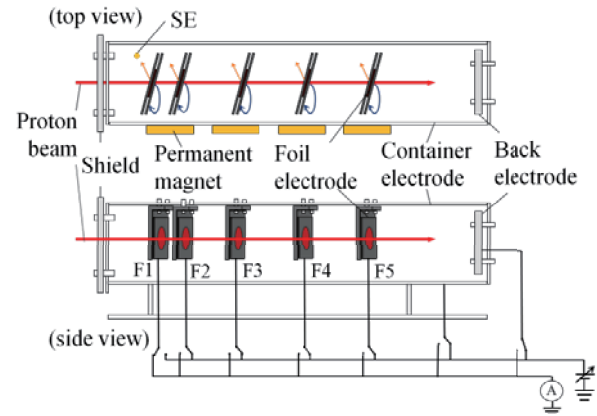 (top view)
SE
Proton
beam
Shield
Permanent
magnet
Foil
electrode
Container
electrode
Back
electrode
F1
F2
F3
F4
F5
(side view)
A